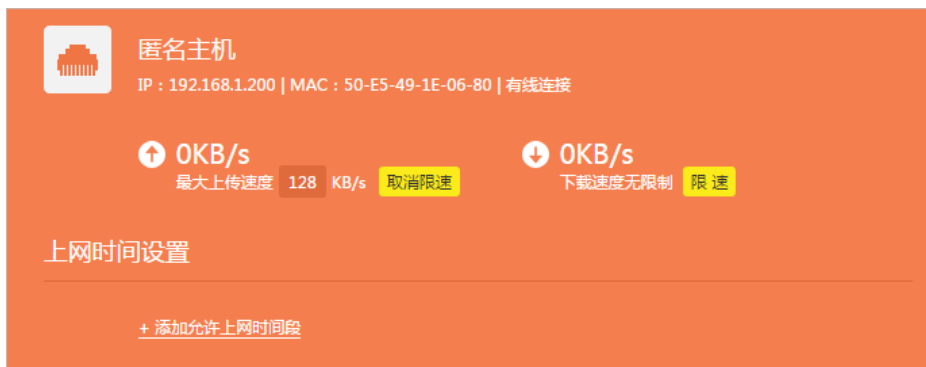 匿名主机
IP：192.168.1.200 | MAC：50-E5-49-1E-06-80 | 有线连接
0KB/s 0KB/s
最大上传速度 128 KB/s 取消限速 下载速度无限制 限 速
上网时间设置
+ 添加允许上网时间段